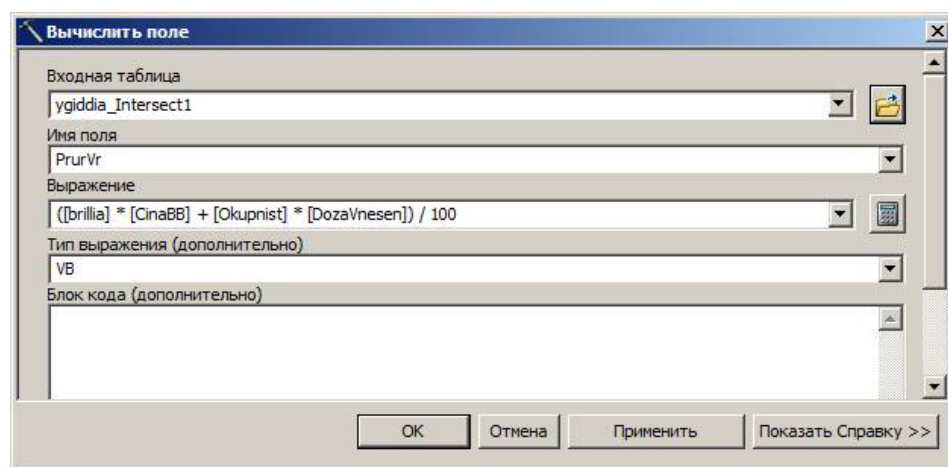 Вычислить поле
Входная таблица
ygiddia_Intersect1
Имя поля
PrurVr
Выражение
([brillia] * [CinaBB] + [Okupnist] * [DozaVnesen]) / 100
Тип выражения (дополнительно)
VB
Блок кода (дополнительно)
OK Отмена Применить Показать Справку >>